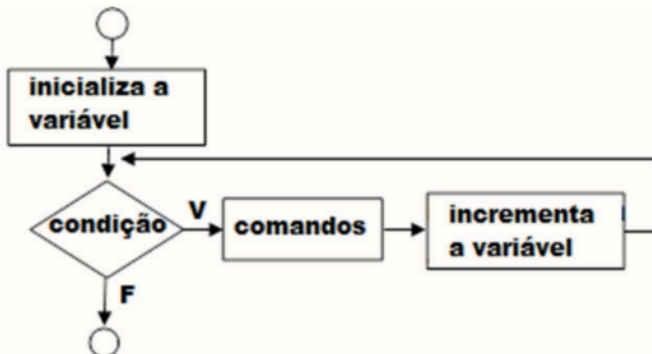 inicializa a
variável
condição
V
comandos
incrementa
a variável
F